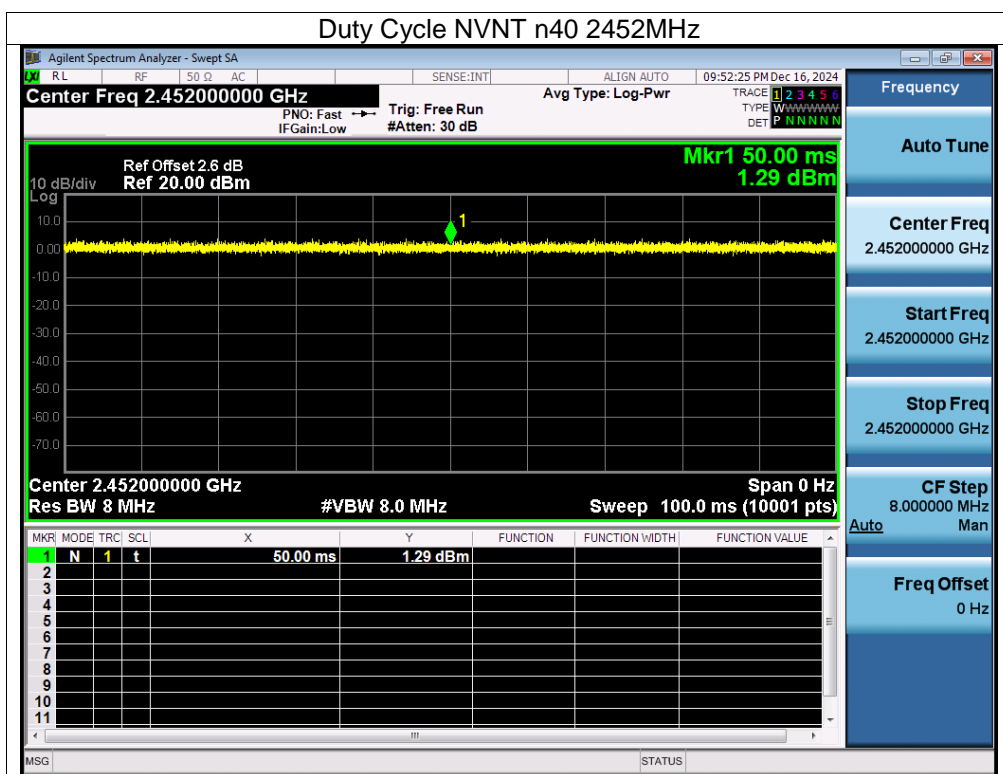 Duty Cycle NVNT n40 2452MHz
Agilent Spectrum Analyzer - Swept SA
LXI RL RF 50 Ω AC SENSE:INT ALIGN AUTO 09:52:25 PM Dec 16, 2024
Center Freq 2.452000000 GHz
PNO: Fast
IFGain:Low
Trig: Free Run
#Atten: 30 dB
Avg Type: Log-Pwr
TRACE 1 2 3 4 5 6
TYPE WWWWWW
DET P N N N N N
Mkr1 50.00 ms
1.29 dBm
Ref Offset 2.6 dB
10 dB/div Ref 20.00 dBm
Log
10.0
0.00
-10.0
-20.0
-30.0
-40.0
-50.0
-60.0
-70.0
1
Center 2.452000000 GHz Span 0 Hz
Res BW 8 MHz #VBW 8.0 MHz Sweep 100.0 ms (10001 pts)
MKR MODE TRC SCL X Y FUNCTION FUNCTION WIDTH FUNCTION VALUE
1 N 1 t 50.00 ms 1.29 dBm
2
3
4
5
6
7
8
9
10
11
MSG STATUS
Frequency
Auto Tune
Center Freq
2.452000000 GHz
Start Freq
2.452000000 GHz
Stop Freq
2.452000000 GHz
CF Step
8.000000 MHz
Auto Man
Freq Offset
0 Hz